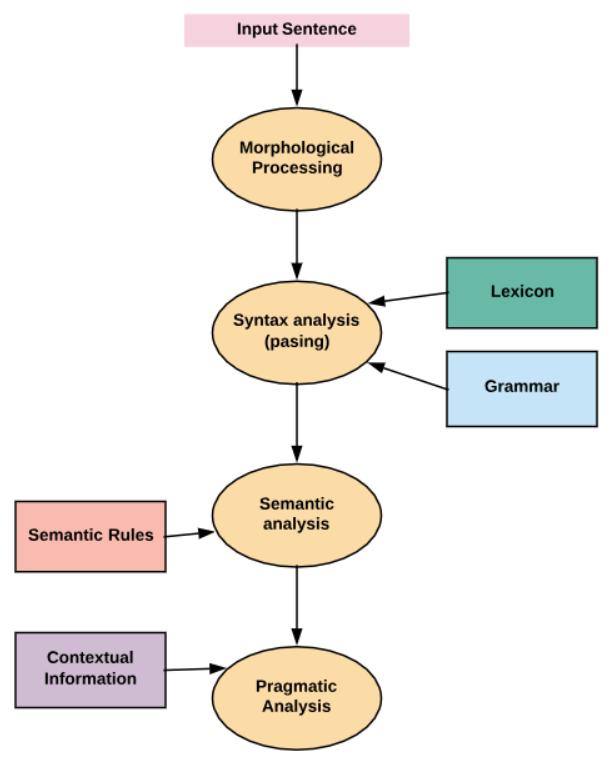 Input Sentence
Morphological
Processing
Syntax analysis
(pasing)
Lexicon
Grammar
Semantic
analysis
Semantic Rules
Contextual
Information
Pragmatic
Analysis